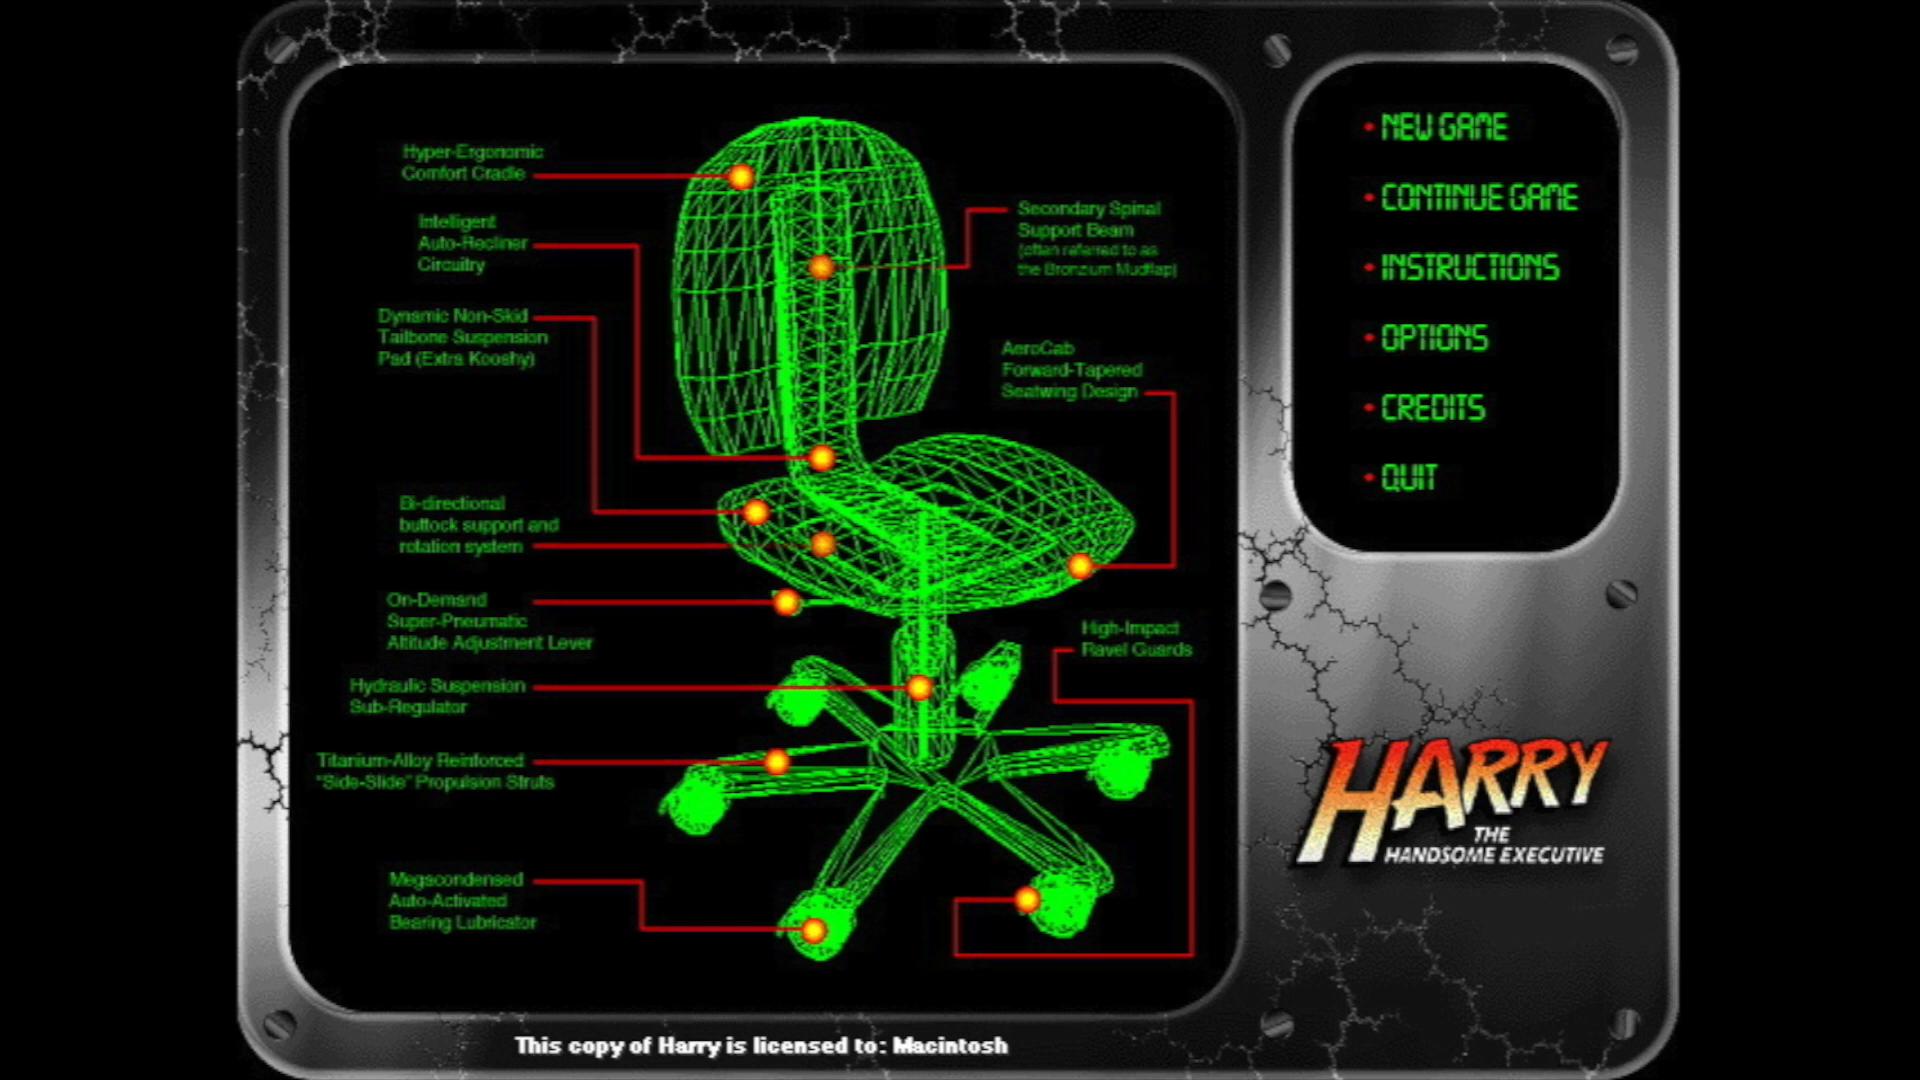 Hyper-Ergonomic
Comfort Cradle
Intelligent
Auto-Recliner
Circuitry
Dynamic Non-Skid
Tailbone Suspension
Pad (Extra Kooshy)
Bi-directional
buttock support and
rotation system
On-Demand
Super-Pneumatic
Altitude Adjustment Lever
Hydraulic Suspension
Sub-Regulator
Titanium-Alloy Reinforced
"Side-Slide" Propulsion Struts
Megacondensed
Auto-Activated
Bearing Lubricator
Secondary Spinal
Support Beam
(often referred to as
the Bronzium Mudflap)
AeroCab
Forward-Tapered
Seatwing Design
High-Impact
Ravel Guards
NEW GAME
CONTINUE GAME
INSTRUCTIONS
OPTIONS
CREDITS
QUIT
HARRY
THE
HANDSOME EXECUTIVE
This copy of Harry is licensed to: Macintosh